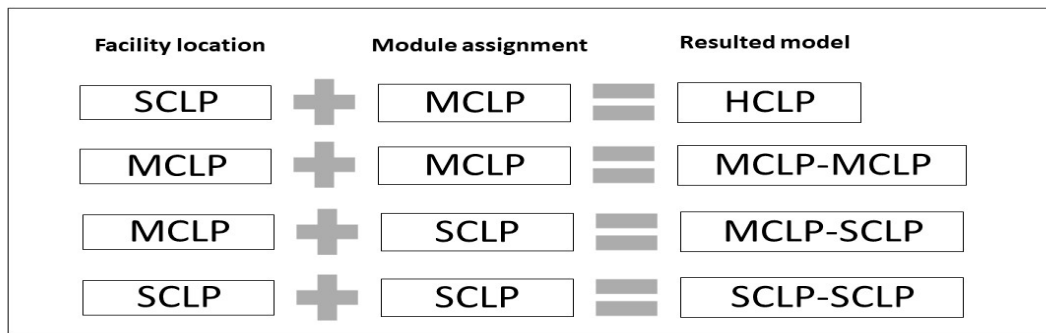 Facility location Module assignment Resulted model
SCLP MCLP HCLP
MCLP MCLP MCLP-MCLP
MCLP SCLP MCLP-SCLP
SCLP SCLP SCLP-SCLP